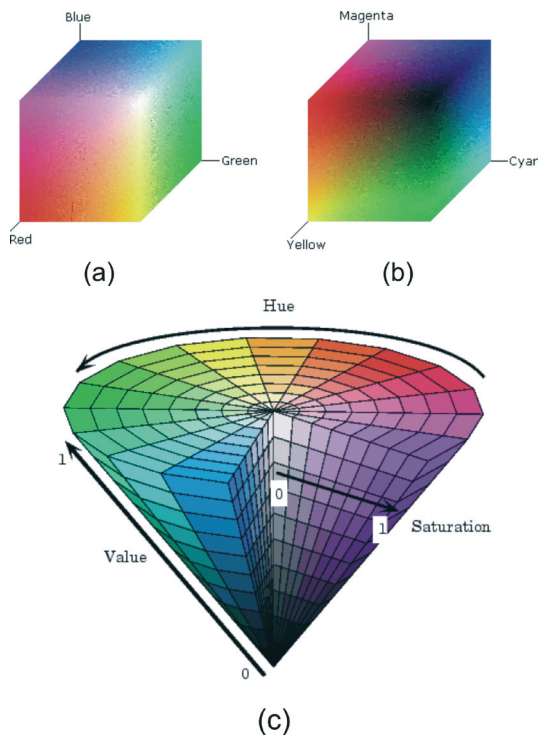 Blue
Green
Red
(a)
Magenta
Cyan
Yellow
(b)
Hue
1
0
1
Saturation
Value
0
(c)